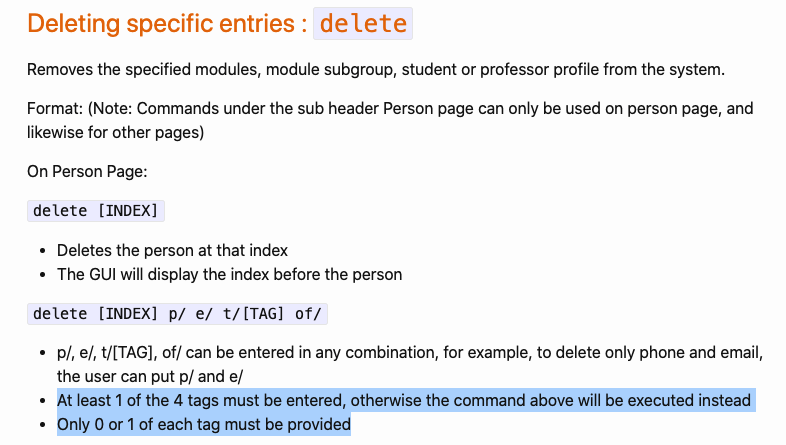 Deleting specific entries : delete
Removes the specified modules, module subgroup, student or professor profile from the system.
Format: (Note: Commands under the sub header Person page can only be used on person page, and
likewise for other pages)
On Person Page:
delete [INDEX]
• Deletes the person at that index
• The GUI will display the index before the person
delete [INDEX] p/ e/ t/[TAG] of/
• p/, e/, t/[TAG], of/ can be entered in any combination, for example, to delete only phone and email,
the user can put p/ and e/
• At least 1 of the 4 tags must be entered, otherwise the command above will be executed instead
• Only 0 or 1 of each tag must be provided